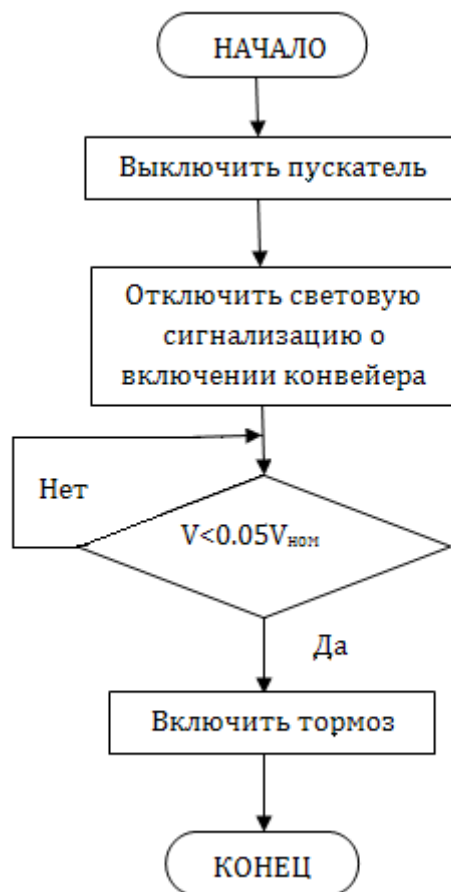 НАЧАЛО
Выключить пускатель
Отключить световую
сигнализацию о
включении конвейера
Нет
V<0.05Vном
Да
Включить тормоз
КОНЕЦ